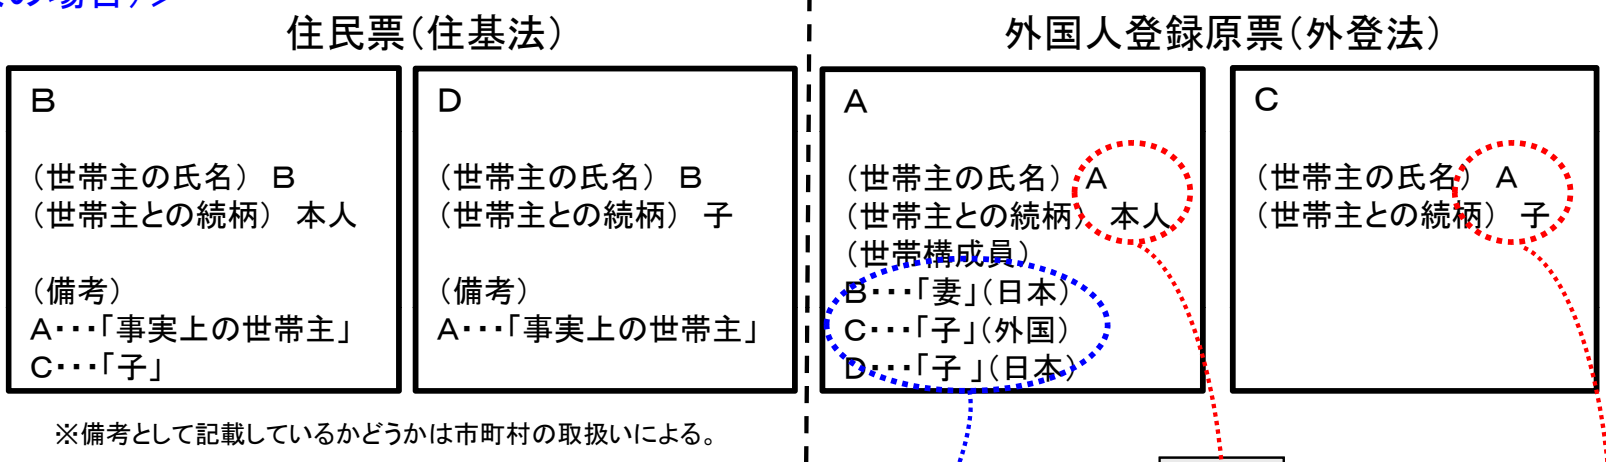 の場合)>
住民票(住基法)
B
(世帯主の氏名) B
(世帯主との続柄) 本人
(備考)
A・・・「事実上の世帯主」
C・・・「子」
D
(世帯主の氏名) B
(世帯主との続柄) 子
(備考)
A・・・「事実上の世帯主」
※備考として記載しているかどうかは市町村の取扱いによる。
外国人登録原票(外登法)
A
(世帯主の氏名) A
(世帯主との続柄) 本人
(世帯構成員)
B・・・「妻」(日本)
C・・・「子」(外国)
D・・・「子 」(日本)
C
(世帯主の氏名) A
(世帯主との続柄) 子